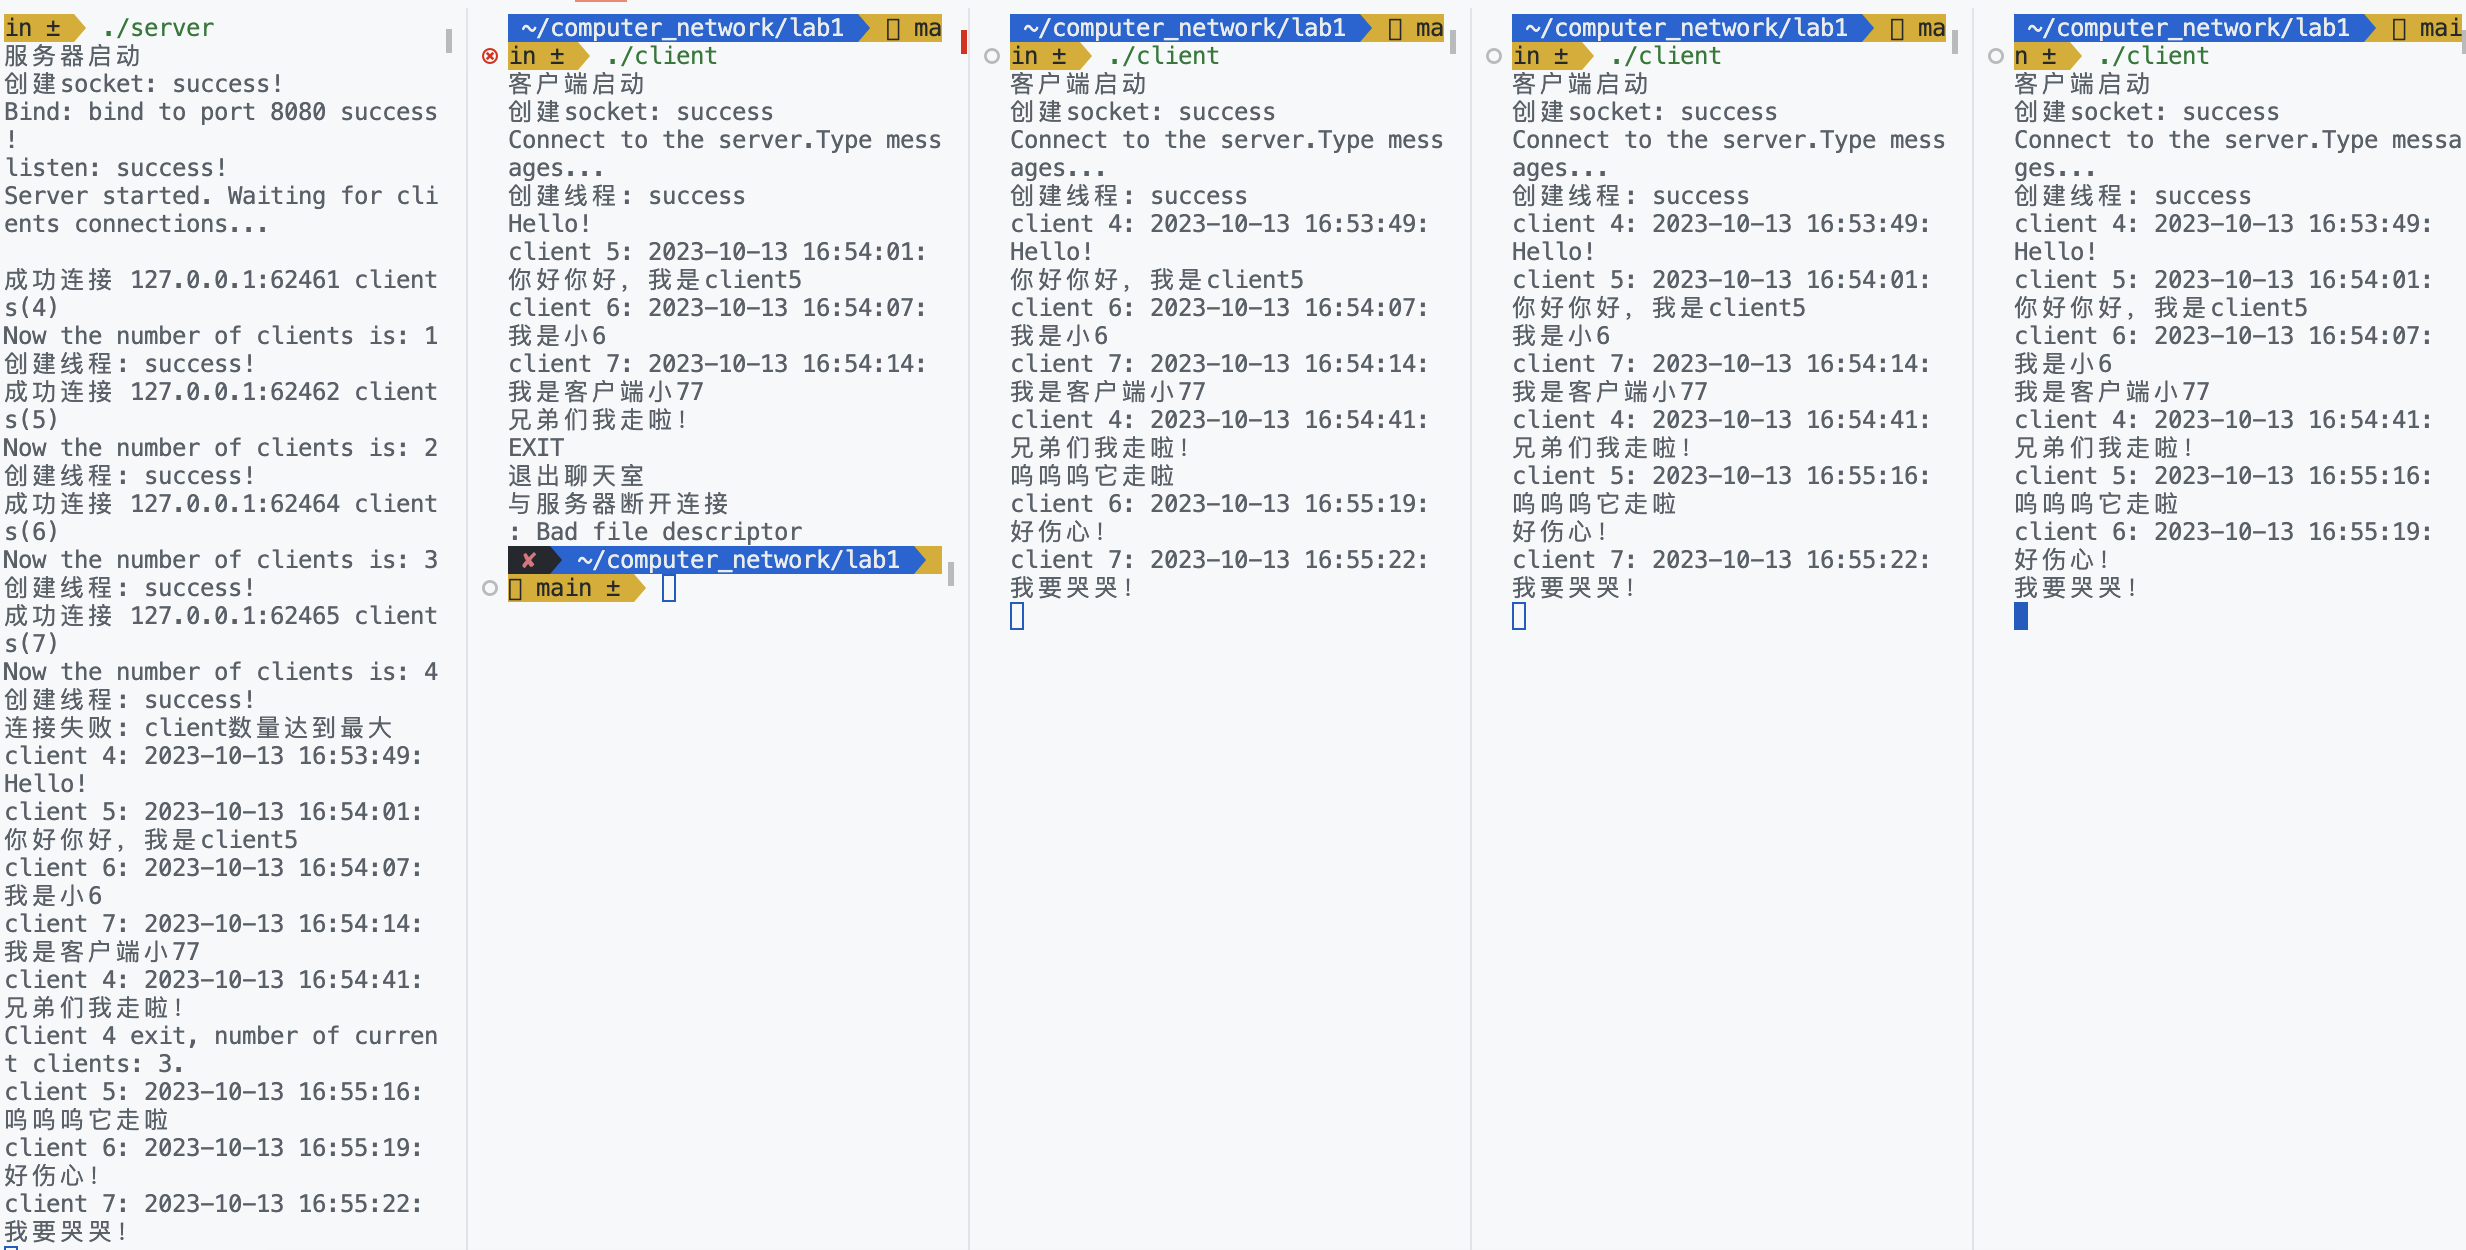 in ± ./server
服务器启动
创建socket: success!
Bind: bind to port 8080 success
!
listen: success!
Server started. Waiting for cli
ents connections...
成功连接 127.0.0.1:62461 client
s(4)
Now the number of clients is: 1
创建线程: success!
成功连接 127.0.0.1:62462 client
s(5)
Now the number of clients is: 2
创建线程: success!
成功连接 127.0.0.1:62464 client
s(6)
Now the number of clients is: 3
创建线程: success!
成功连接 127.0.0.1:62465 client
s(7)
Now the number of clients is: 4
创建线程: success!
连接失败: client数量达到最大
client 4: 2023-10-13 16:53:49:
Hello!
client 5: 2023-10-13 16:54:01:
你好你好, 我是client5
client 6: 2023-10-13 16:54:07:
我是小6
client 7: 2023-10-13 16:54:14:
我是客户端小77
client 4: 2023-10-13 16:54:41:
兄弟们我走啦!
Client 4 exit, number of curren
t clients: 3.
client 5: 2023-10-13 16:55:16:
呜呜呜它走啦
client 6: 2023-10-13 16:55:19:
好伤心!
client 7: 2023-10-13 16:55:22:
我要哭哭!
~/computer_network/lab1 ma
in ± ./client
客户端启动
创建socket: success
Connect to the server.Type mess
ages...
创建线程: success
Hello!
client 5: 2023-10-13 16:54:01:
你好你好, 我是client5
client 6: 2023-10-13 16:54:07:
我是小6
client 7: 2023-10-13 16:54:14:
我是客户端小77
兄弟们我走啦!
EXIT
退出聊天室
与服务器断开连接
: Bad file descriptor
✘ ~/computer_network/lab1
main ±
~/computer_network/lab1 ma
in ± ./client
客户端启动
创建socket: success
Connect to the server.Type mess
ages...
创建线程: success
client 4: 2023-10-13 16:53:49:
Hello!
你好你好, 我是client5
client 6: 2023-10-13 16:54:07:
我是小6
client 7: 2023-10-13 16:54:14:
我是客户端小77
client 4: 2023-10-13 16:54:41:
兄弟们我走啦!
呜呜呜它走啦
client 6: 2023-10-13 16:55:19:
好伤心!
client 7: 2023-10-13 16:55:22:
我要哭哭!
~/computer_network/lab1 ma
in ± ./client
客户端启动
创建socket: success
Connect to the server.Type mess
ages...
创建线程: success
client 4: 2023-10-13 16:53:49:
Hello!
client 5: 2023-10-13 16:54:01:
你好你好, 我是client5
我是小6
client 7: 2023-10-13 16:54:14:
我是客户端小77
client 4: 2023-10-13 16:54:41:
兄弟们我走啦!
client 5: 2023-10-13 16:55:16:
呜呜呜它走啦
好伤心!
client 7: 2023-10-13 16:55:22:
我要哭哭!
~/computer_network/lab1 mai
n ± ./client
客户端启动
创建socket: success
Connect to the server.Type messa
ges...
创建线程: success
client 4: 2023-10-13 16:53:49:
Hello!
client 5: 2023-10-13 16:54:01:
你好你好, 我是client5
client 6: 2023-10-13 16:54:07:
我是小6
我是客户端小77
client 4: 2023-10-13 16:54:41:
兄弟们我走啦!
client 5: 2023-10-13 16:55:16:
呜呜呜它走啦
client 6: 2023-10-13 16:55:19:
好伤心!
我要哭哭!